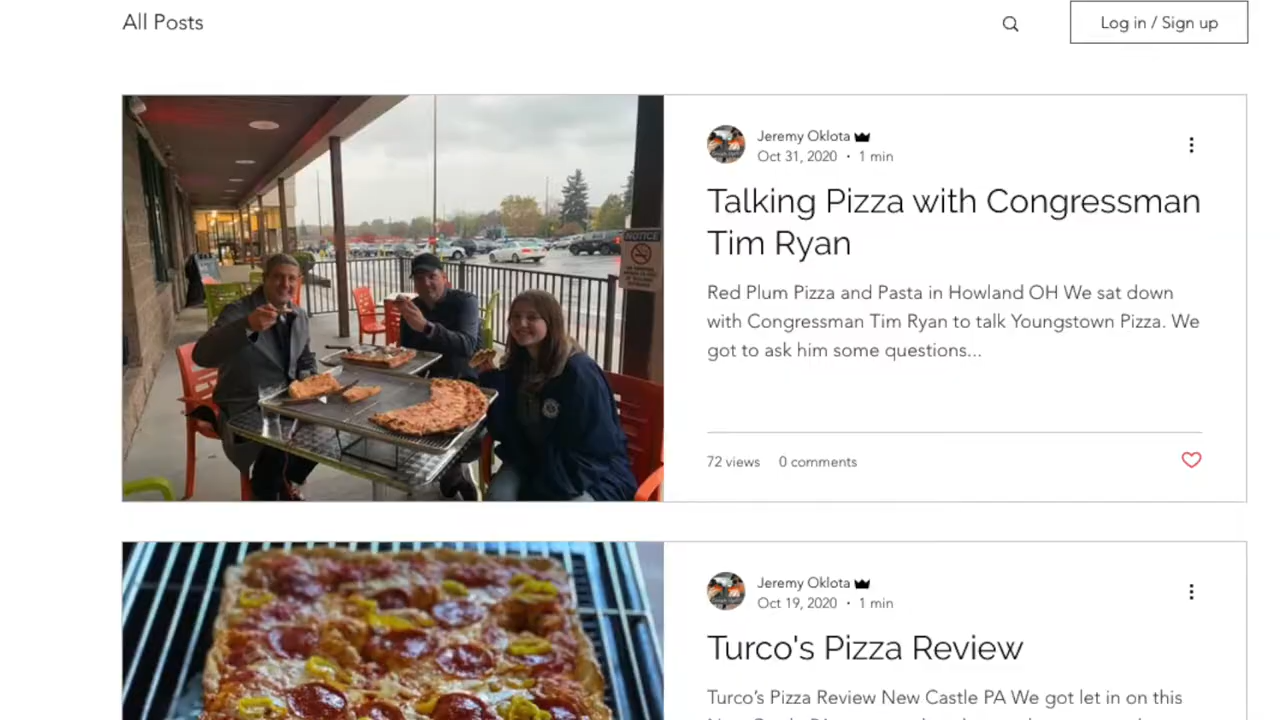 All Posts
Log in / Sign up
Jeremy Oklota
Oct 31, 2020 · 1 min
Talking Pizza with Congressman
Tim Ryan
Red Plum Pizza and Pasta in Howland OH We sat down
with Congressman Tim Ryan to talk Youngstown Pizza. We
got to ask him some questions...
72 views 0 comments
NOTICE
Jeremy Oklota
Oct 19, 2020 · 1 min
Turco's Pizza Review
Turco’s Pizza Review New Castle PA We got let in on this